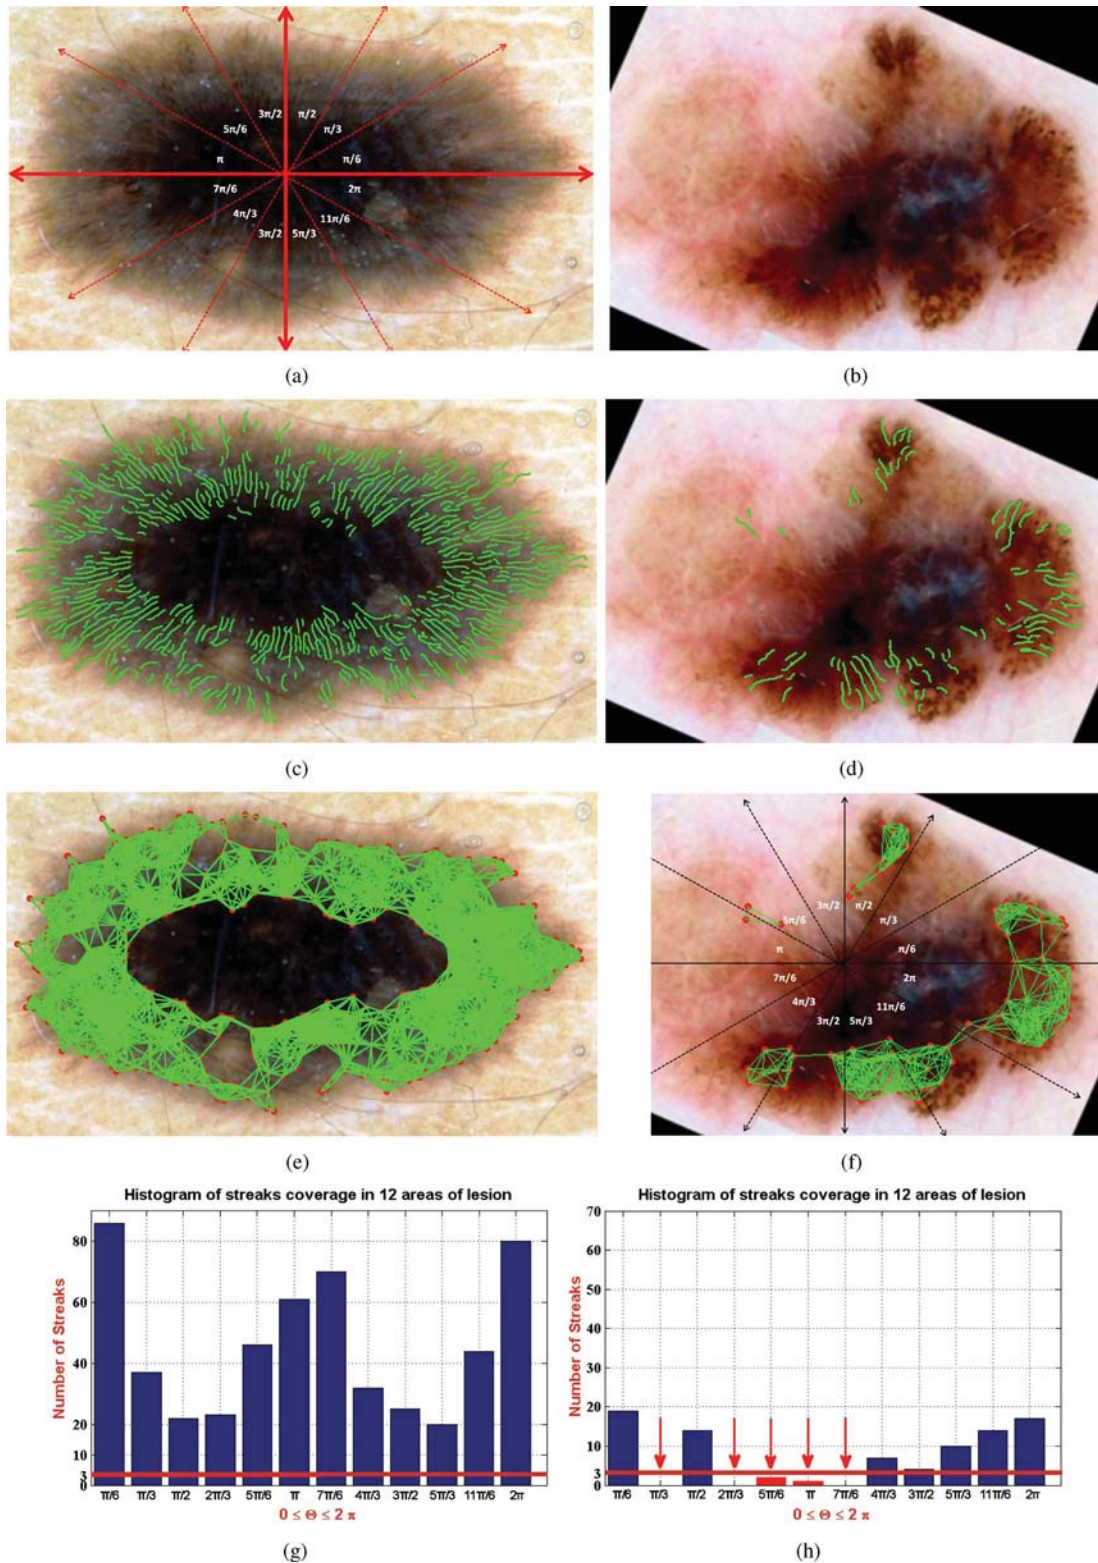 3π/2 π/2
5π/6 π/3
π π/6
7π/6 2π
4π/3 11π/6
3π/2 5π/3
(a) (b)
(c) (d)
3π/2 π/2
5π/6 π/3
π π/6
7π/6 2π
4π/3 11π/6
3π/2 5π/3
(e) (f)
Histogram of streaks coverage in 12 areas of lesion
Number of Streaks
80
60
40
20
10
3
0
π/6 π/3 π/2 2π/3 5π/6 π 7π/6 4π/3 3π/2 5π/3 11π/6 2π
0 ≤ Θ ≤ 2 π
(g)
Histogram of streaks coverage in 12 areas of lesion
Number of Streaks
70
60
50
40
30
20
10
3
0
π/6 π/3 π/2 2π/3 5π/6 π 7π/6 4π/3 3π/2 5π/3 11π/6 2π
0 ≤ Θ ≤ 2 π
(h)